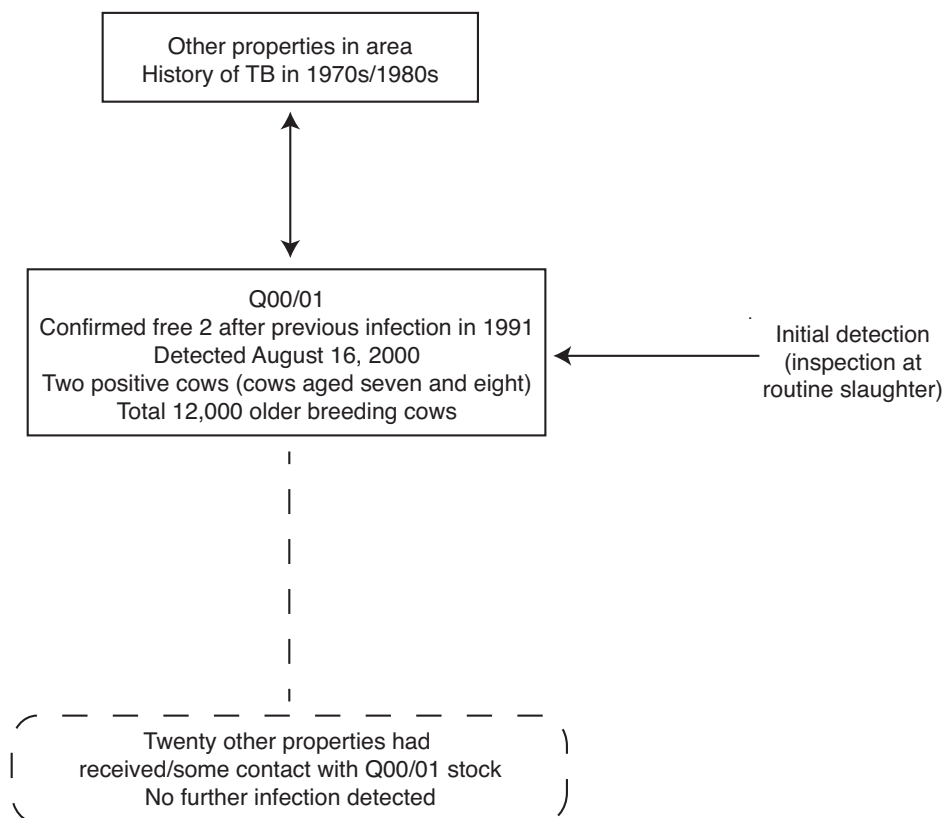 Other properties in area
History of TB in 1970s/1980s
Q00/01
Confirmed free 2 after previous infection in 1991
Detected August 16, 2000
Two positive cows (cows aged seven and eight)
Total 12,000 older breeding cows
Initial detection
(inspection at
routine slaughter)
Twenty other properties had
received/some contact with Q00/01 stock
No further infection detected